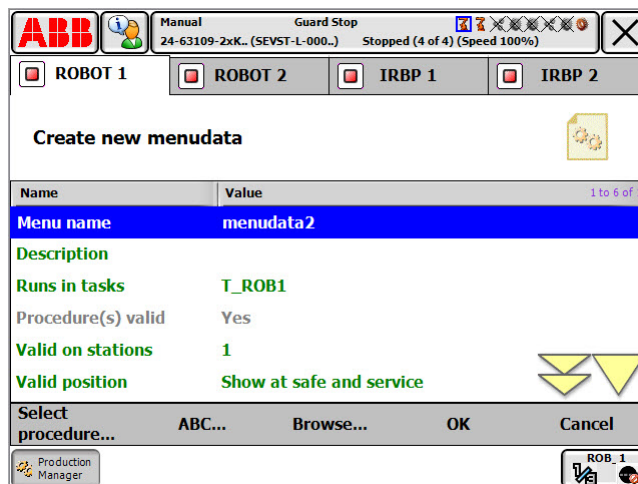 ABB
Manual Guard Stop
24-63109-2xK.. (SEVST-L-000..) Stopped (4 of 4) (Speed 100%)
ROBOT 1 ROBOT 2 IRBP 1 IRBP 2
Create new menudata
Name Value 1 to 6 of
Menu name menudata2
Description
Runs in tasks T_ROB1
Procedure(s) valid Yes
Valid on stations 1
Valid position Show at safe and service
Select procedure... ABC... Browse... OK Cancel
Production Manager
ROB_1